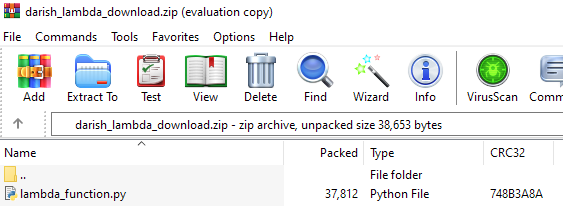 darish_lambda_download.zip (evaluation copy)
File Commands Tools Favorites Options Help
Add Extract To Test View Delete Find Wizard Info VirusScan Comm
darish_lambda_download.zip - zip archive, unpacked size 38,653 bytes
Name Packed Type CRC32
.. File folder
lambda_function.py 37,812 Python File 748B3A8A